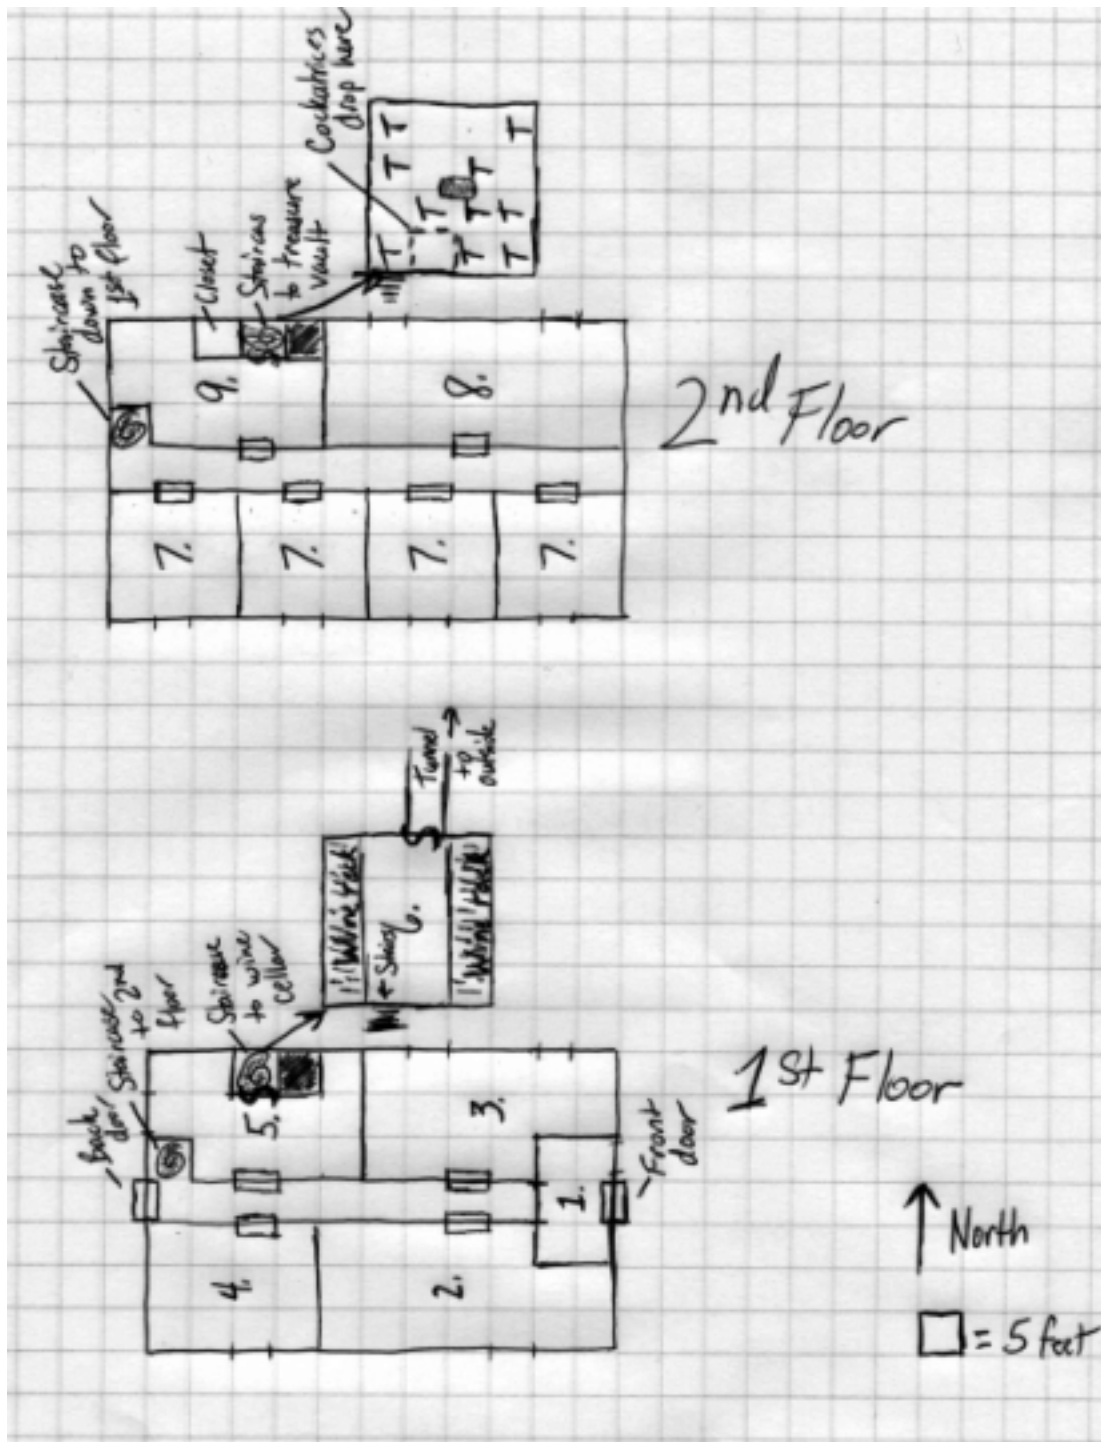 Staircase
down to
1st floor
Closet
Staircas
to treasure
vault
Cockatrices
drop here
T
T
T
T
T
T
T
T
T
T
9.
8.
7.
7.
7.
7.
2nd Floor
Back
door
Staircase
to 2nd
floor
Staircase
to wine
cellar
Wine Rack
← Stairs
6.
Wine Rack
S
Tunnel
to
outside
S
5.
3.
1.
4.
2.
Front
door
1st Floor
North
= 5 feet